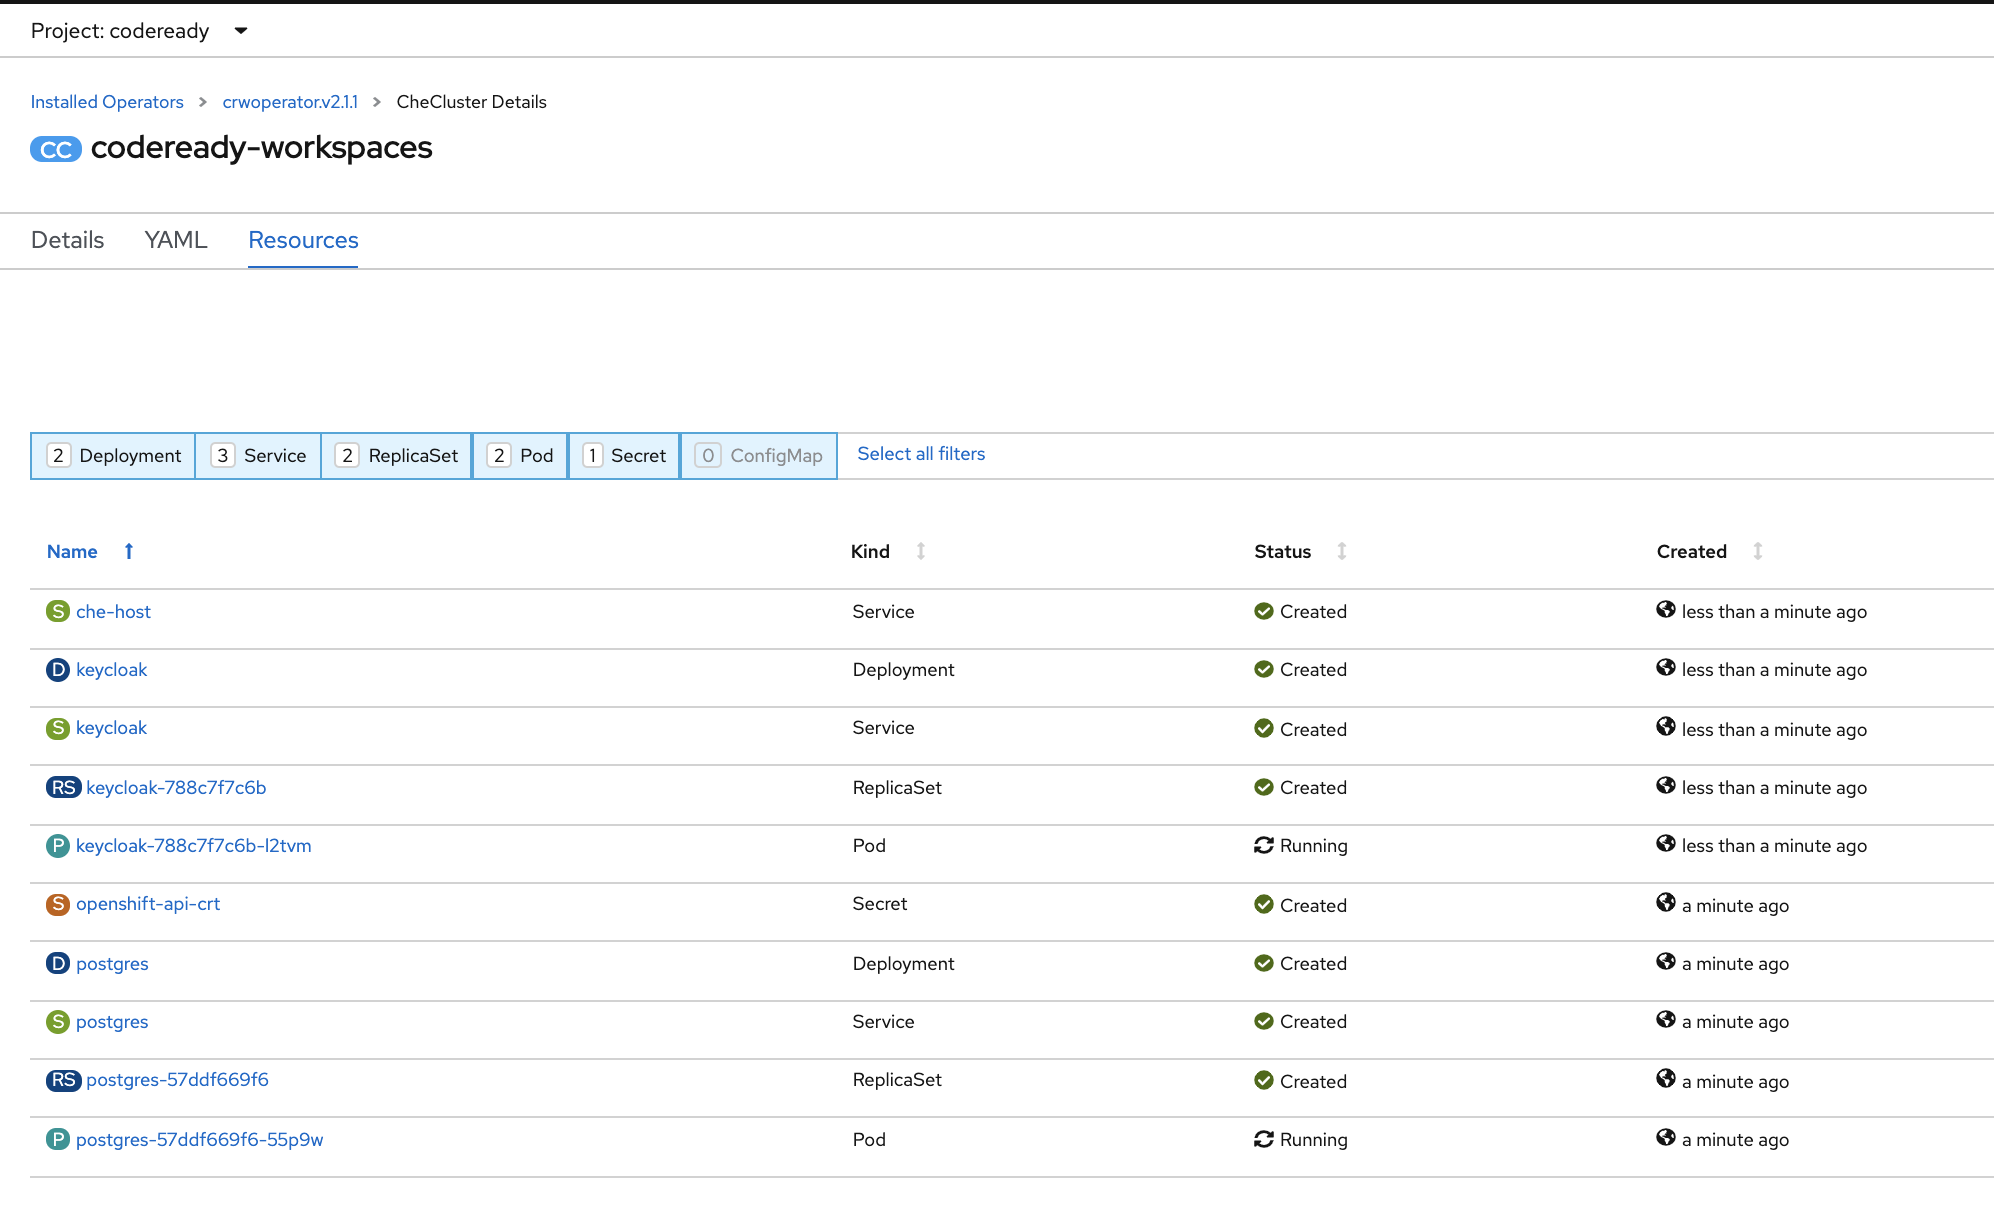 Project: codeready
Installed Operators > crwoperator.v2.1.1 > CheCluster Details
CC codeready-workspaces
Details YAML Resources
2 Deployment 3 Service 2 ReplicaSet 2 Pod 1 Secret 0 ConfigMap Select all filters
Name Kind Status Created
S che-host Service Created less than a minute ago
D keycloak Deployment Created less than a minute ago
S keycloak Service Created less than a minute ago
RS keycloak-788c7f7c6b ReplicaSet Created less than a minute ago
P keycloak-788c7f7c6b-l2tvm Pod Running less than a minute ago
S openshift-api-crt Secret Created a minute ago
D postgres Deployment Created a minute ago
S postgres Service Created a minute ago
RS postgres-57ddf669f6 ReplicaSet Created a minute ago
P postgres-57ddf669f6-55p9w Pod Running a minute ago